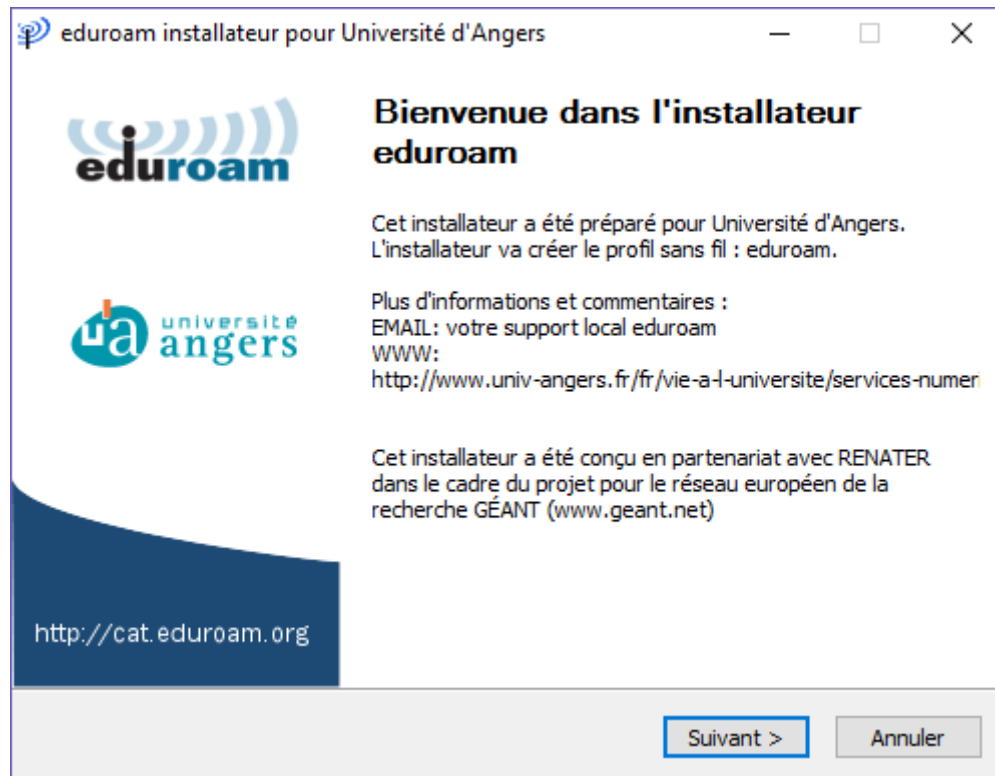 eduroam installateur pour Université d'Angers
eduroam
Bienvenue dans l'installateur
eduroam
Cet installateur a été préparé pour Université d'Angers.
L'installateur va créer le profil sans fil : eduroam.
Plus d'informations et commentaires :
EMAIL: votre support local eduroam
WWW:
http://www.univ-angers.fr/fr/vie-a-l-universite/services-numeri
ua université
angers
Cet installateur a été conçu en partenariat avec RENATER
dans le cadre du projet pour le réseau européen de la
recherche GÉANT (www.geant.net)
http://cat.eduroam.org
Suivant >
Annuler